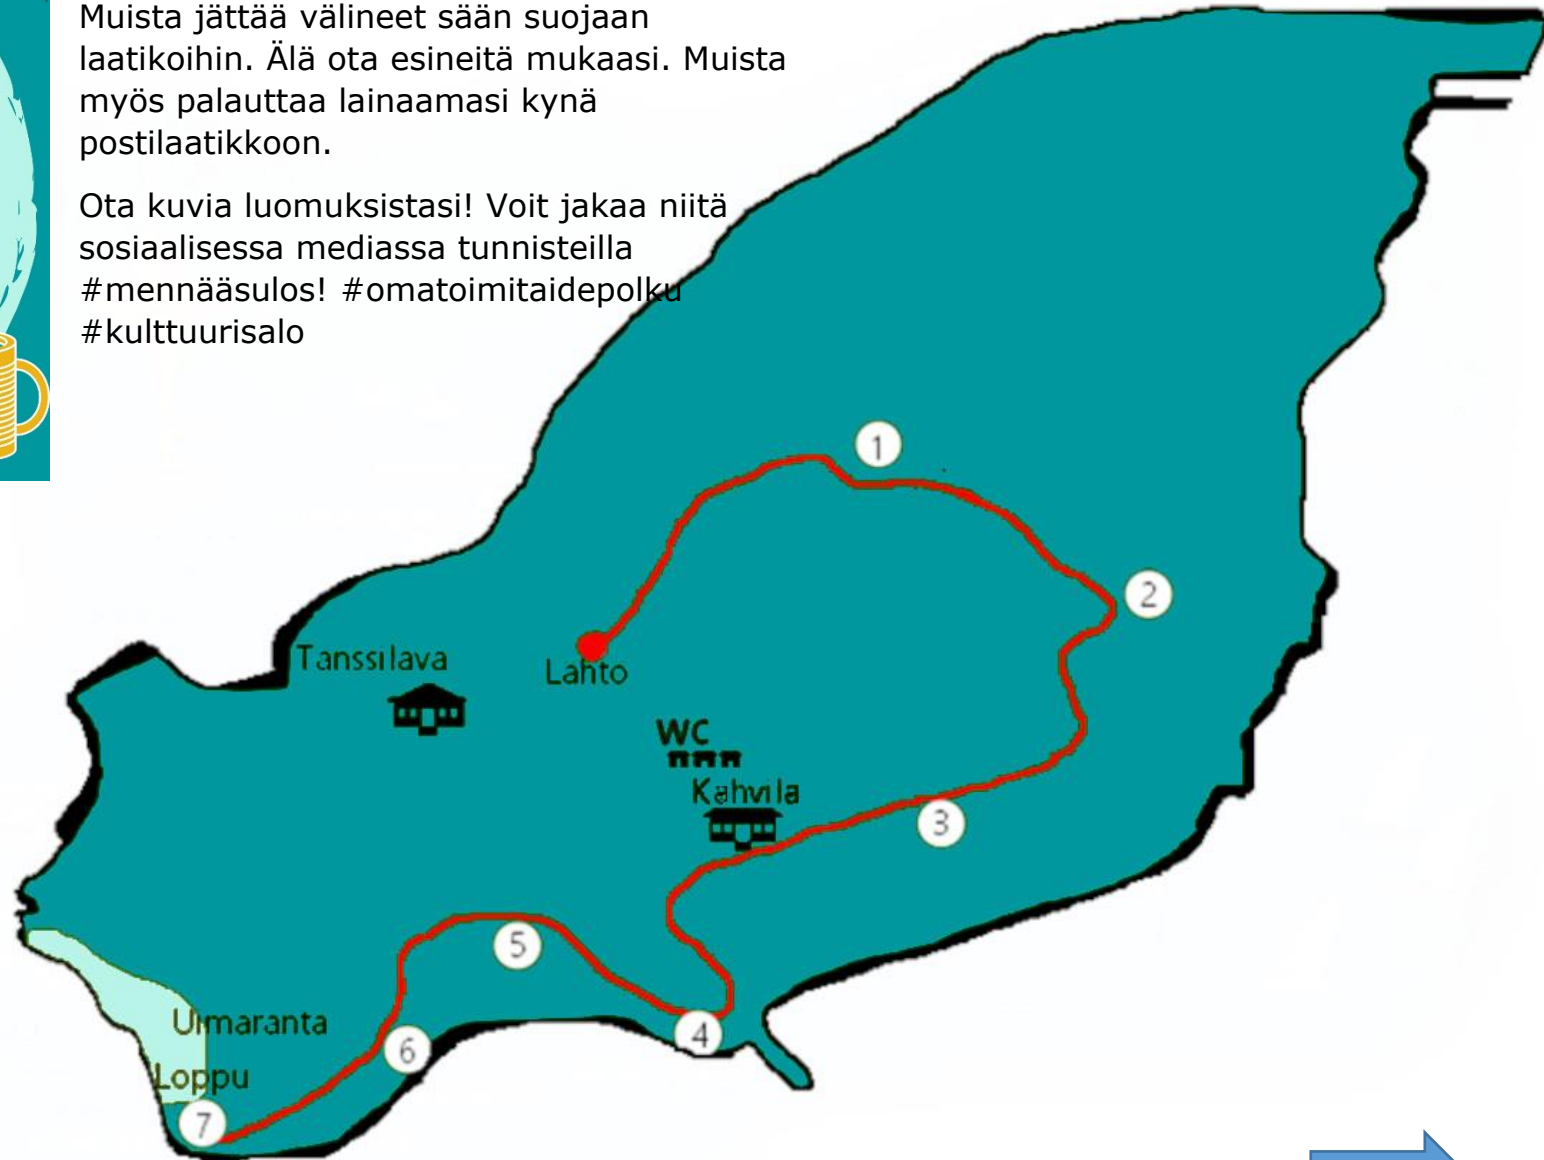 Muista jättää välineet sään suojaan
laatikoihin. Älä ota esineitä mukaasi. Muista
myös palauttaa lainaamasi kynä
postilaatikkoon.
Ota kuvia luomuksistasi! Voit jakaa niitä
sosiaalisessa mediassa tunnisteilla
#mennääsulos! #omatoimitaidepolku
#kulttuurisalo
1
2
Tanssilava
Lähto
WC
Kahvila
3
5
Uimaranta
4
6
Loppu
7